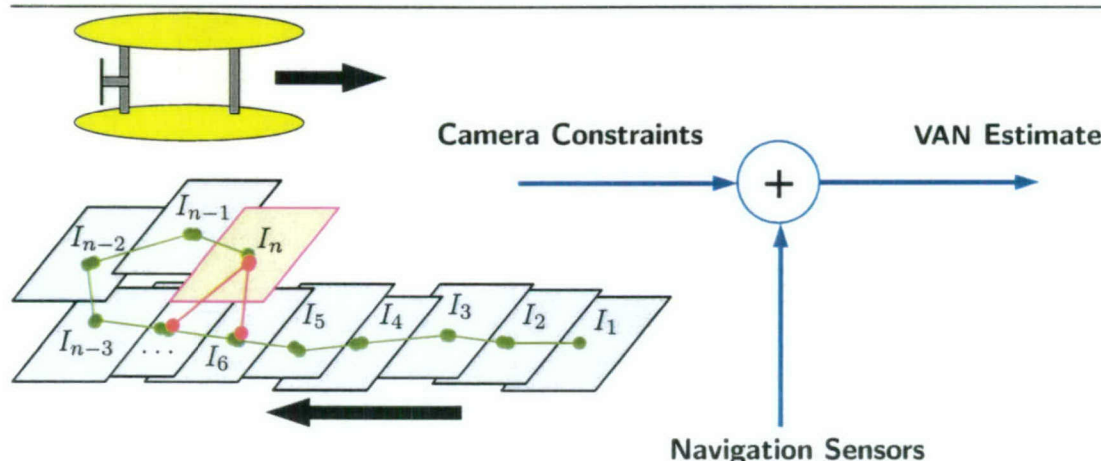 Camera Constraints
VAN Estimate
+
I_{n-1}
I_{n-2}
I_n
I_{n-3}
...
I_6
I_5
I_4
I_3
I_2
I_1
Navigation Sensors